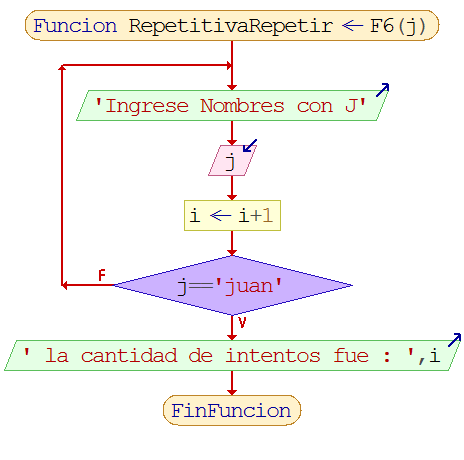 Funcion RepetitivaRepetir ← F6(j)
'Ingrese Nombres con J'
j
i ← i+1
j=='juan'
F
V
' la cantidad de intentos fue : ',i
FinFuncion